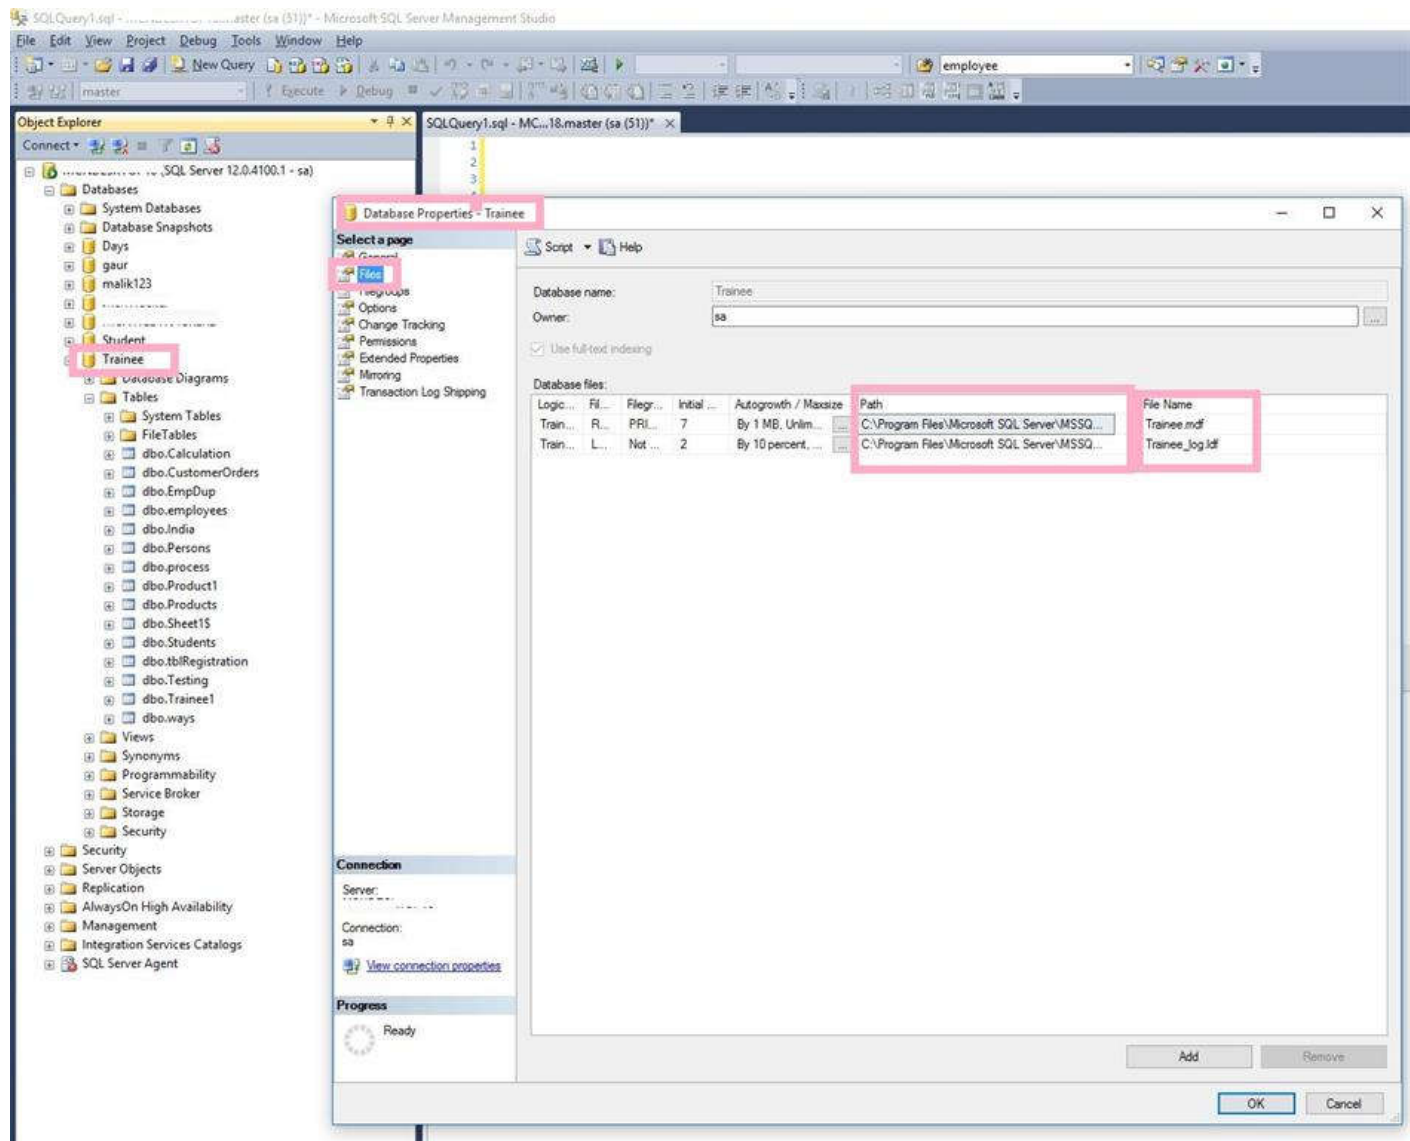 SQLQuery1.sql - aster (sa (51))* - Microsoft SQL Server Management Studio
File Edit View Project Debug Tools Window Help
New Query employee
master Execute Debug
Object Explorer
SQLQuery1.sql - MC...18.master (sa (51))*
Connect
1
2
3
(SQL Server 12.0.4100.1 - sa)
Databases
System Databases
Database Snapshots
Days
gaur
malik123
Student
Trainee
Database Diagrams
Tables
System Tables
FileTables
dbo.Calculation
dbo.CustomerOrders
dbo.EmpDup
dbo.employees
dbo.India
dbo.Persons
dbo.process
dbo.Product1
dbo.Products
dbo.Sheet1$
dbo.Students
dbo.tblRegistration
dbo.Testing
dbo.Trainee1
dbo.ways
Views
Synonyms
Programmability
Service Broker
Storage
Security
Security
Server Objects
Replication
AlwaysOn High Availability
Management
Integration Services Catalogs
SQL Server Agent
Database Properties - Trainee
Select a page
General
Files
Filegroups
Options
Change Tracking
Permissions
Extended Properties
Mirroring
Transaction Log Shipping
Connection
Server:
Connection:
sa
View connection properties
Progress
Ready
Script Help
Database name: Trainee
Owner: sa ...
Use full-text indexing
Database files:
Logic... Fil... Filegr... Initial ... Autogrowth / Maxsize Path File Name
Train... R... PRI... 7 By 1 MB, Unlim... ... C:\Program Files\Microsoft SQL Server\MSSQ... Trainee.mdf
Train... L... Not ... 2 By 10 percent, ... ... C:\Program Files\Microsoft SQL Server\MSSQ... Trainee_log.ldf
Add Remove
OK Cancel